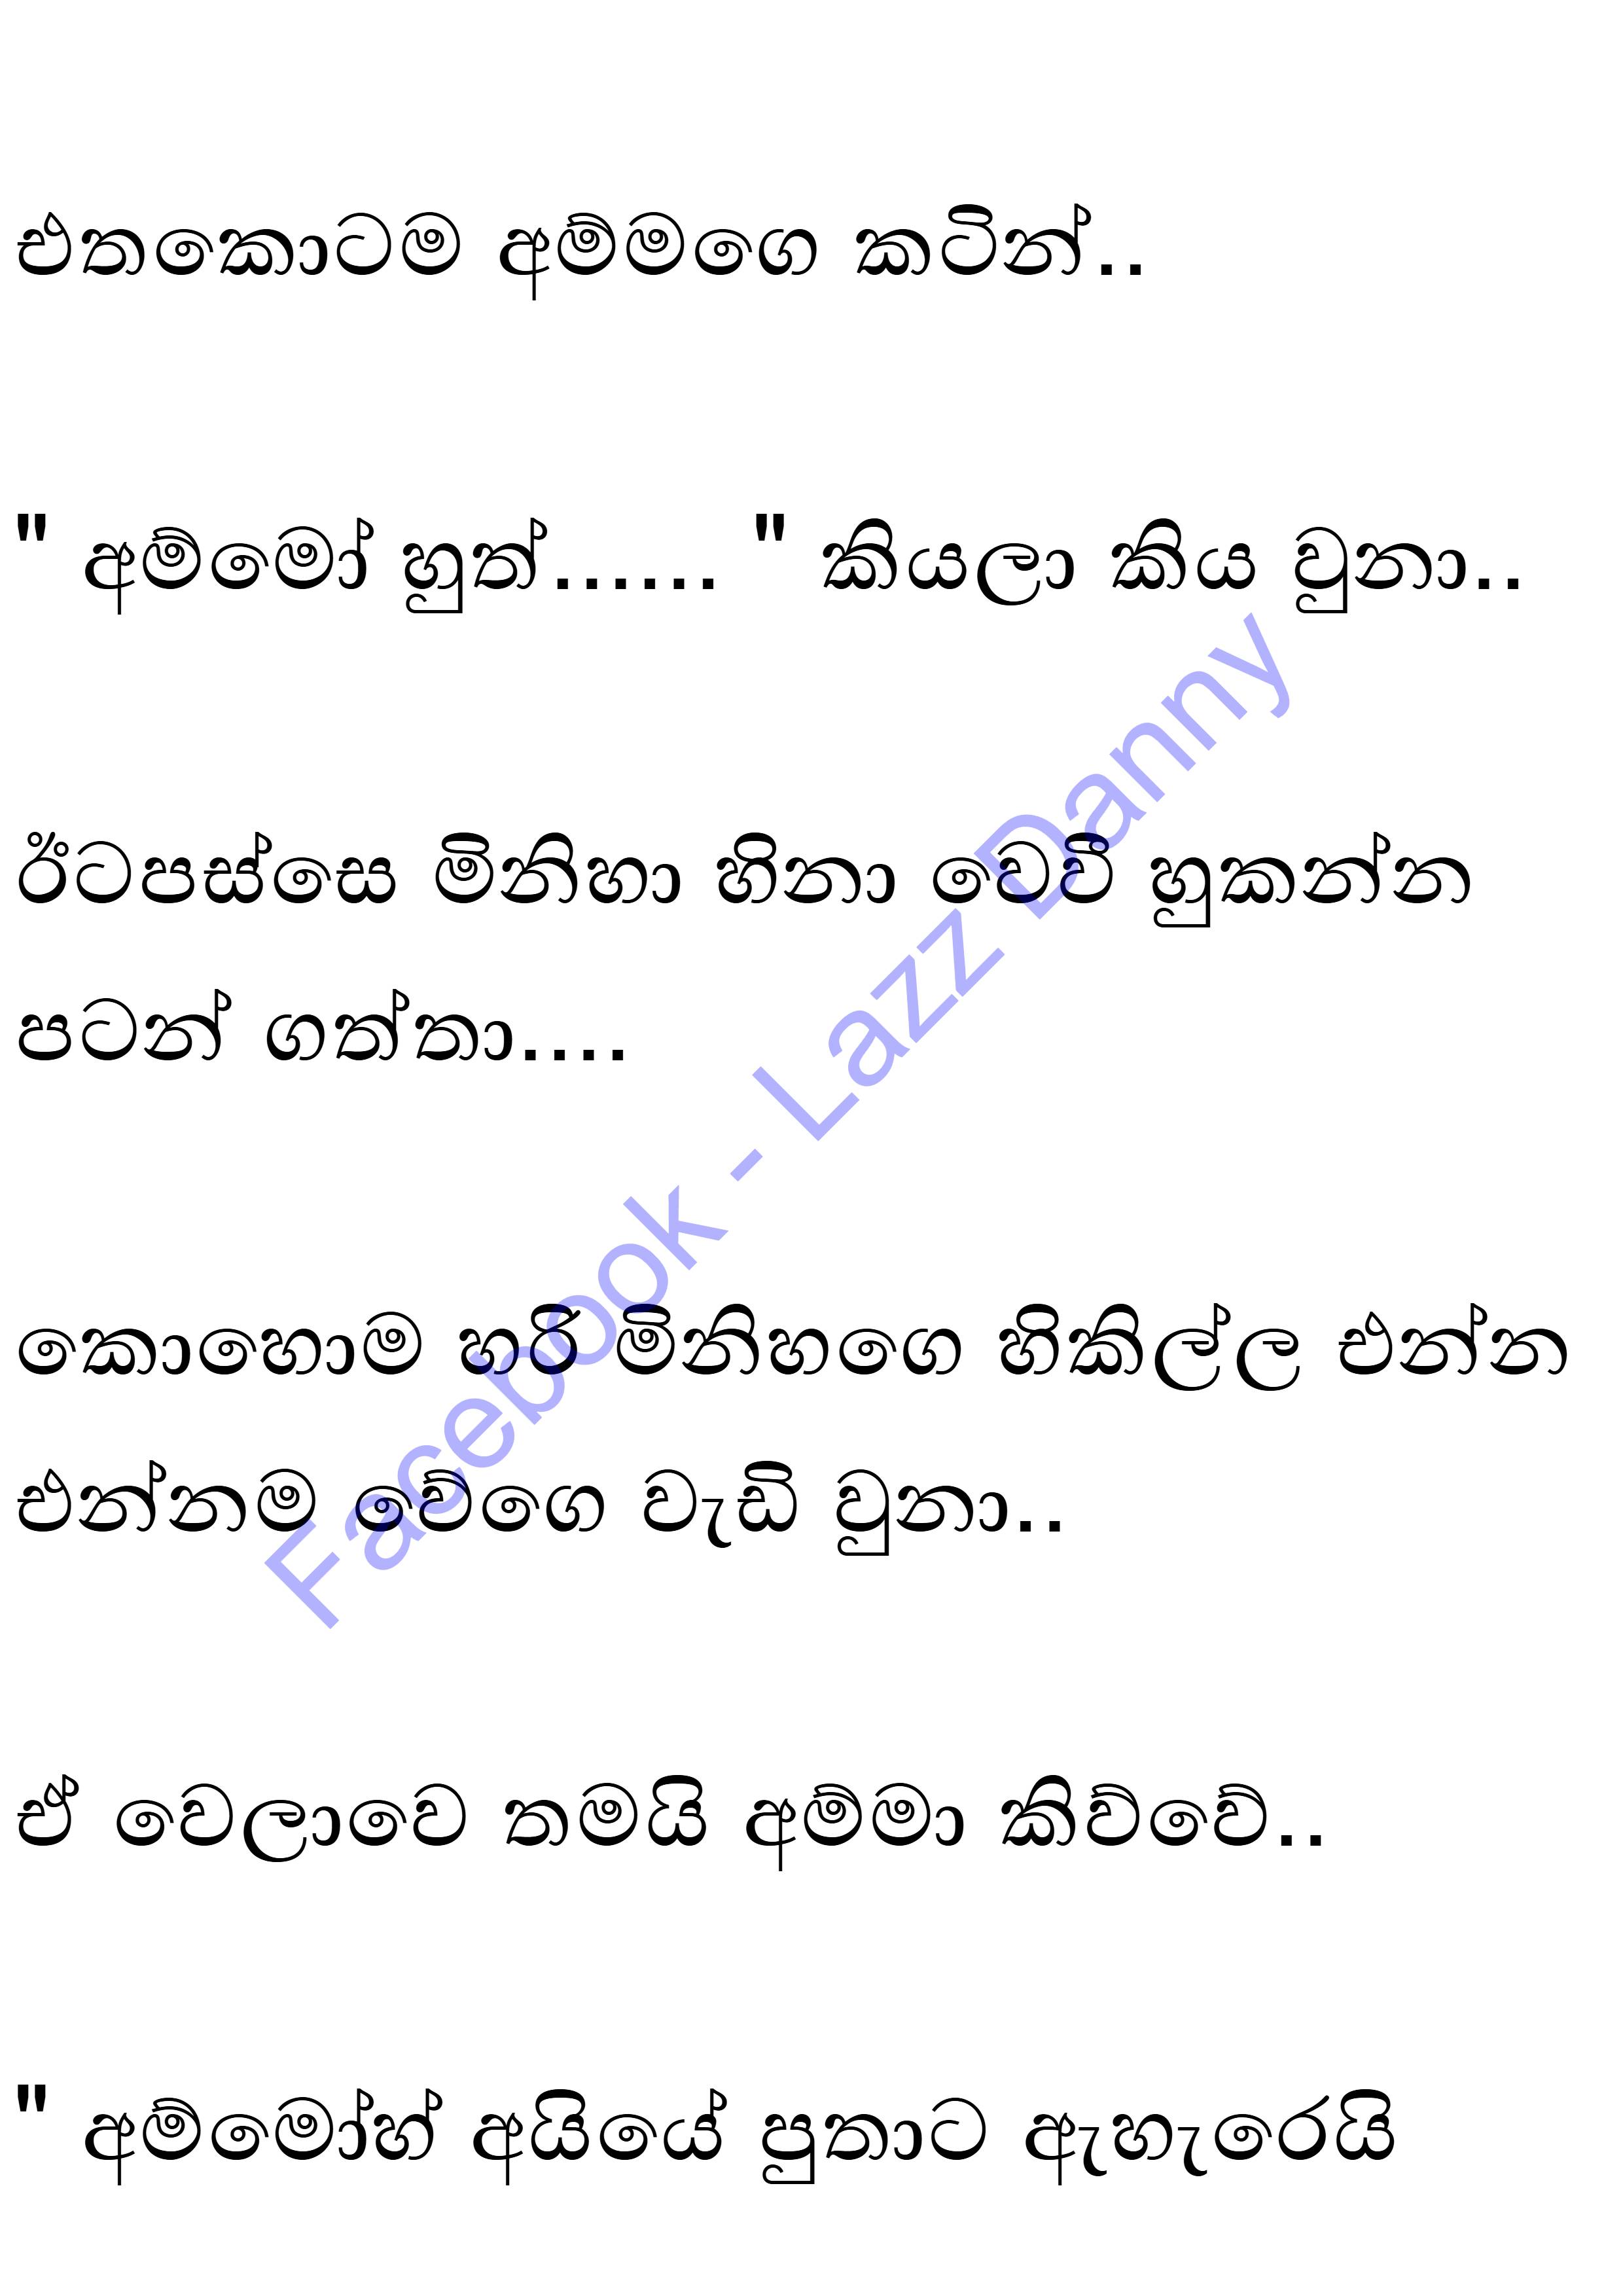 එතකොටම අම්මගෙ කටින්..
" අම්මෝ හුත්...... " කියලා කිය වුනා..
ඊටපස්සෙ මිනිහා හිනා වෙවී හුකන්න
පටන් ගත්තා....
කොහොම හරි මිනිහගෙ හිකිල්ල එන්න
එන්නම වේගෙ වැඩි වුනා..
ඒ වෙලාවෙ තමයි අම්මා කිව්වේ..
" අම්මෝහ් අයියේ පුතාට ඇහැරෙයි
Facebook - Lazz Danny